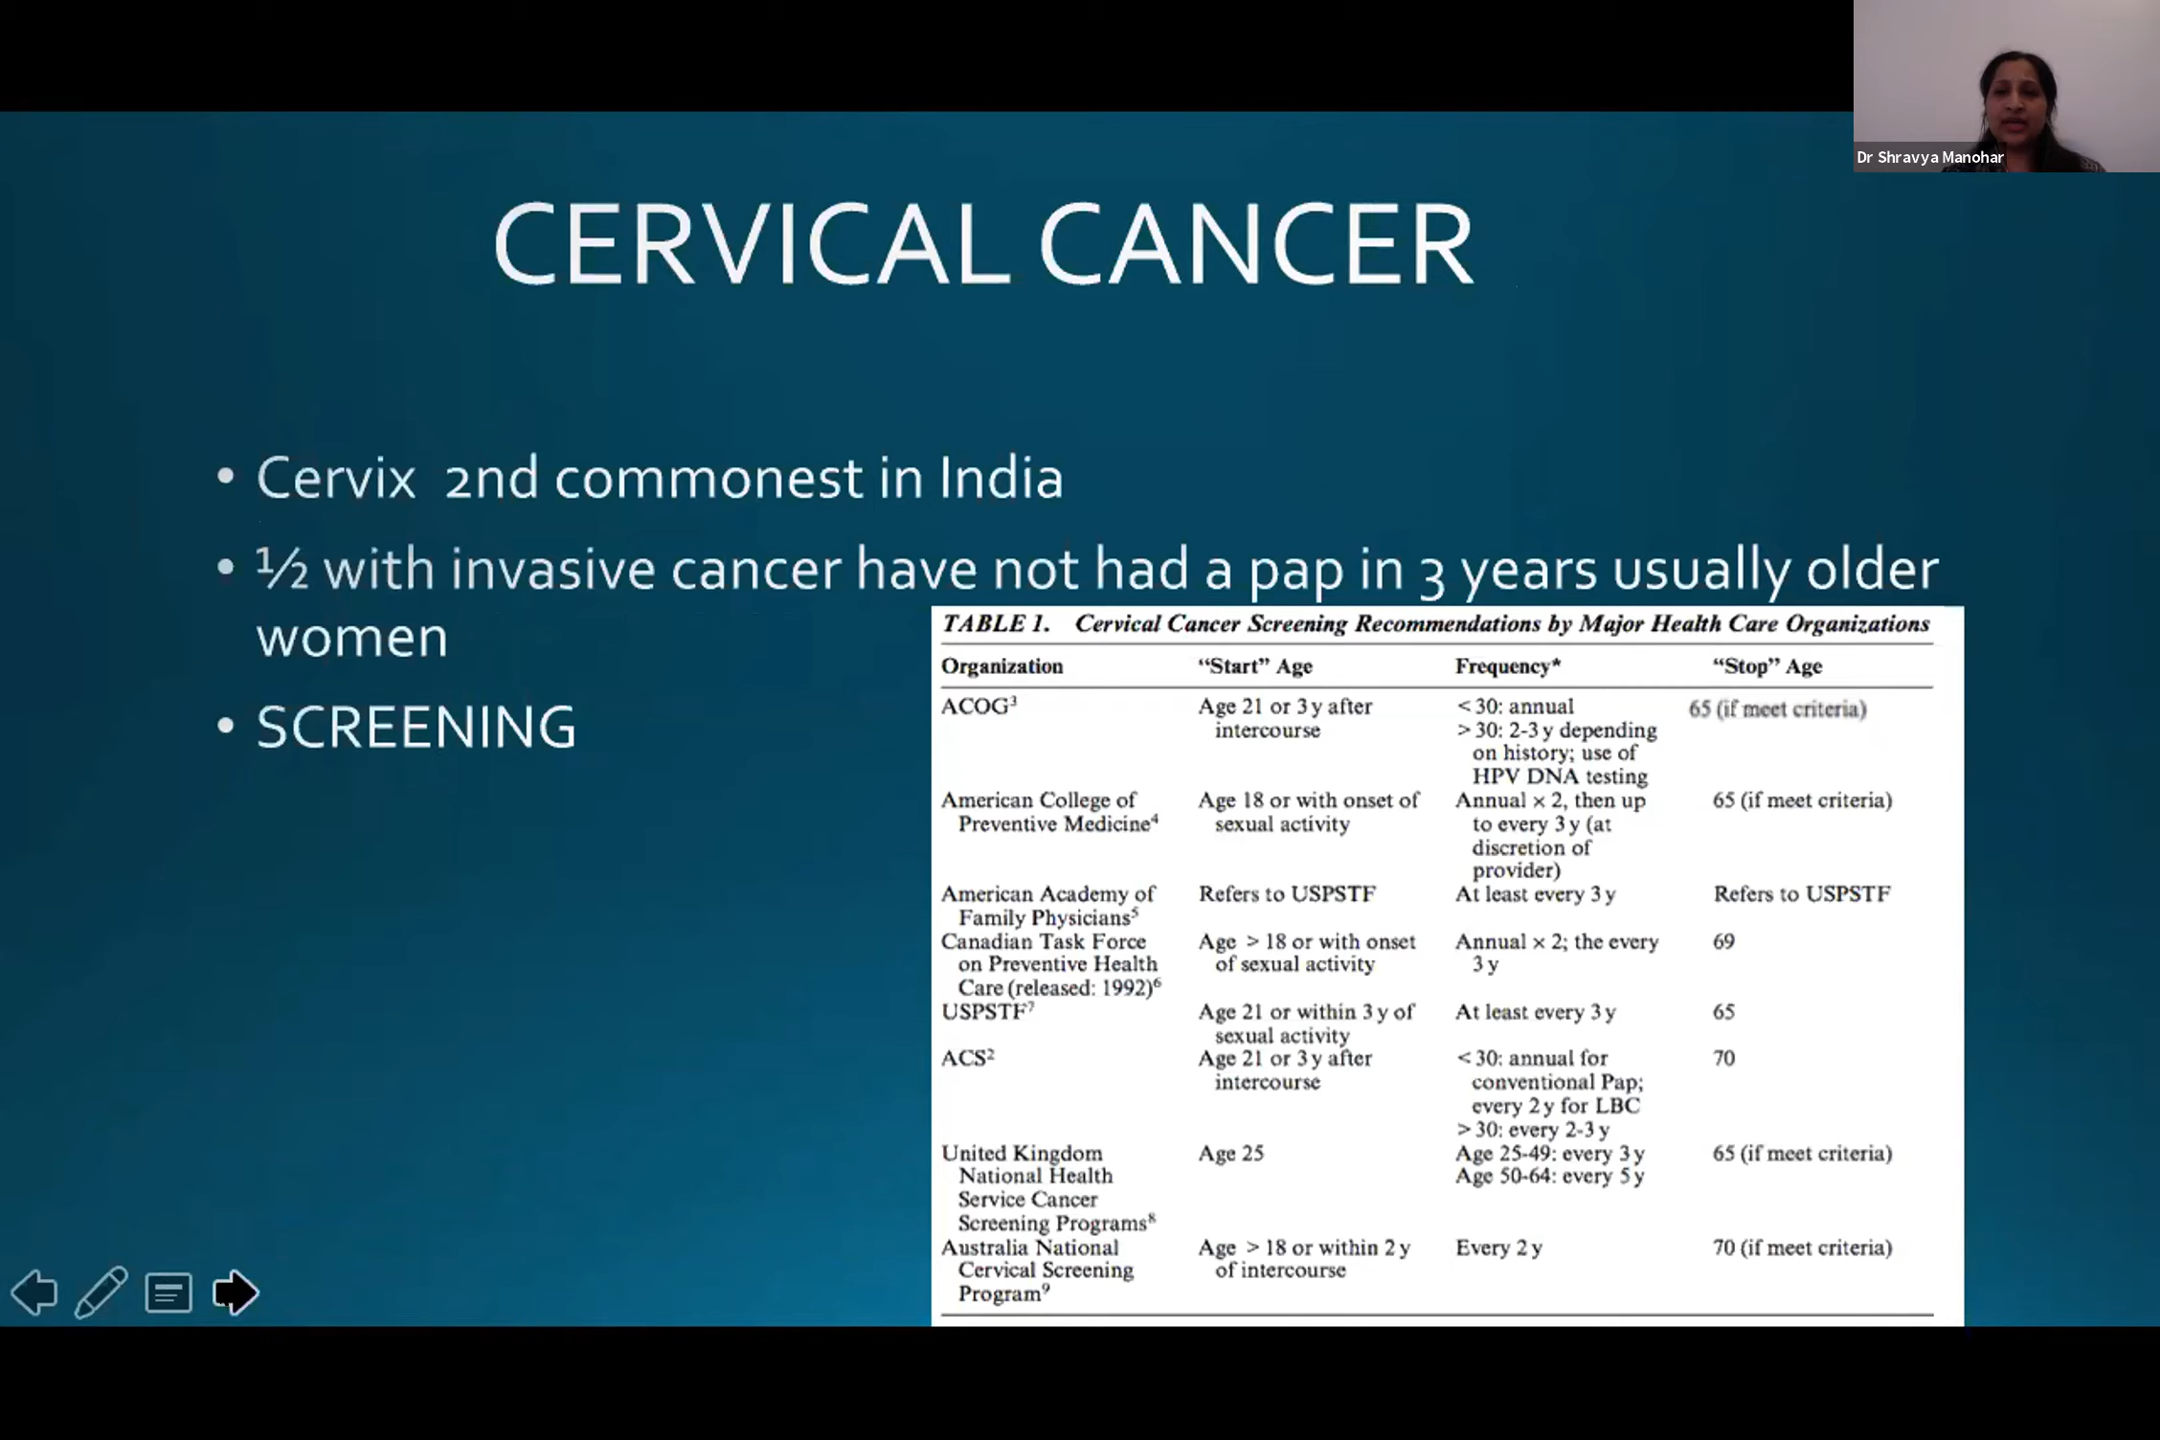 Dr Shravya Manohar
CERVICAL CANCER
• Cervix 2nd commonest in India
• ½ with invasive cancer have not had a pap in 3 years usually older
women
• SCREENING
TABLE 1. Cervical Cancer Screening Recommendations by Major Health Care Organizations
Organization "Start" Age Frequency* "Stop" Age
ACOG³ Age 21 or 3 y after < 30: annual 65 (if meet criteria)
intercourse > 30: 2-3 y depending
on history; use of
HPV DNA testing
American College of Age 18 or with onset of Annual × 2, then up 65 (if meet criteria)
Preventive Medicine⁴ sexual activity to every 3 y (at
discretion of
provider)
American Academy of Refers to USPSTF At least every 3 y Refers to USPSTF
Family Physicians⁵
Canadian Task Force Age > 18 or with onset Annual × 2; the every 69
on Preventive Health of sexual activity 3 y
Care (released: 1992)⁶
USPSTF⁷ Age 21 or within 3 y of At least every 3 y 65
sexual activity
ACS² Age 21 or 3 y after < 30: annual for 70
intercourse conventional Pap;
every 2 y for LBC
> 30: every 2-3 y
United Kingdom Age 25 Age 25-49: every 3 y 65 (if meet criteria)
National Health Age 50-64: every 5 y
Service Cancer
Screening Programs⁸
Australia National Age > 18 or within 2 y Every 2 y 70 (if meet criteria)
Cervical Screening of intercourse
Program⁹